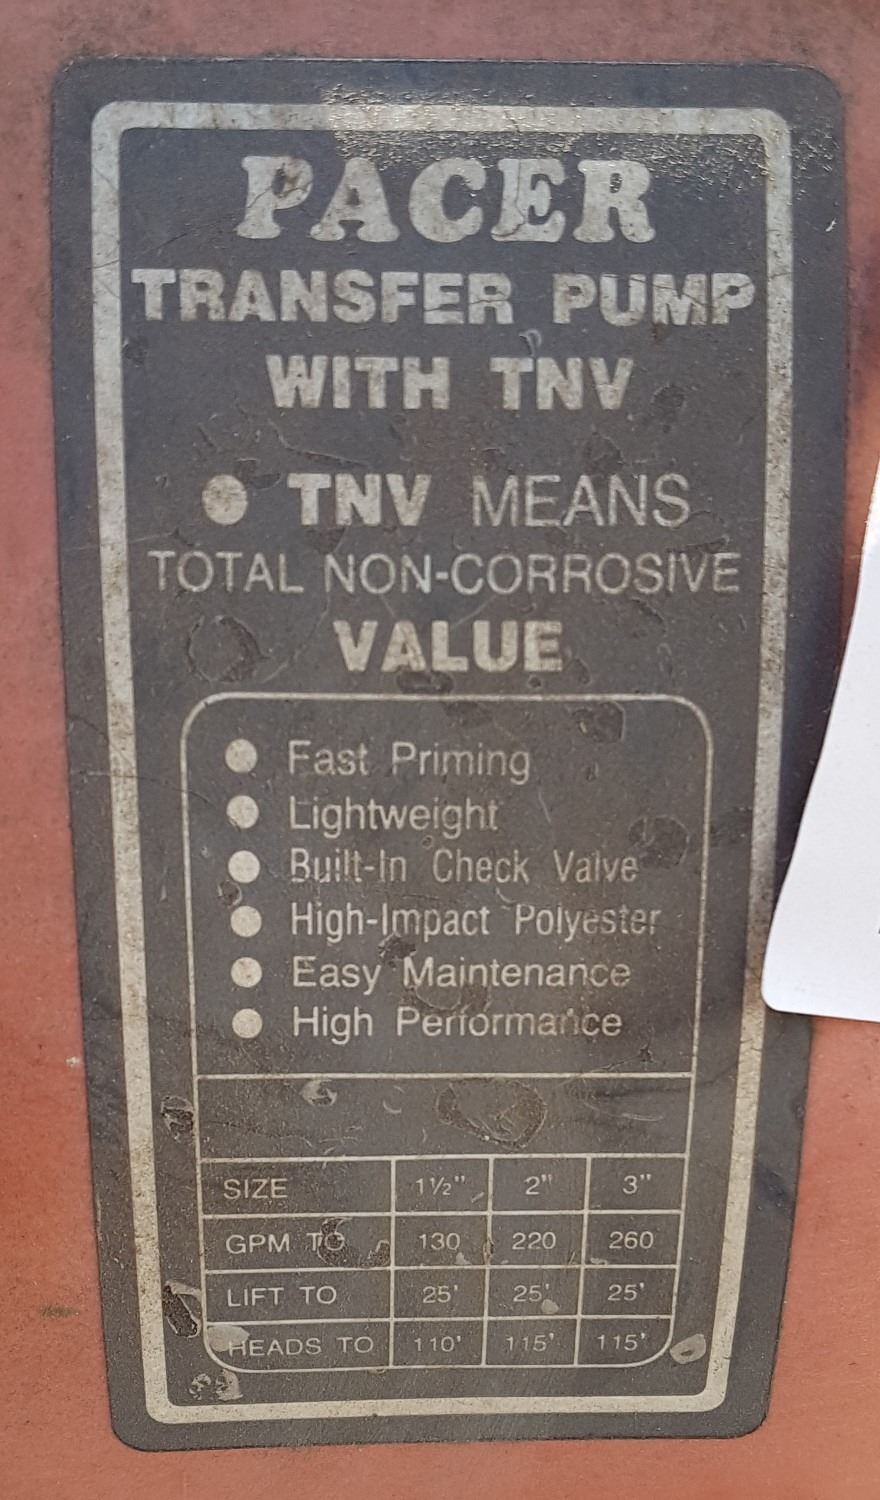 PACER
TRANSFER PUMP
WITH TNV
● TNV MEANS
TOTAL NON-CORROSIVE
VALUE
● Fast Priming
● Lightweight
● Built-In Check Valve
● High-Impact Polyester
● Easy Maintenance
● High Performance
SIZE 1½" 2" 3"
GPM TO 130 220 260
LIFT TO 25' 25' 25'
HEADS TO 110' 115' 115'